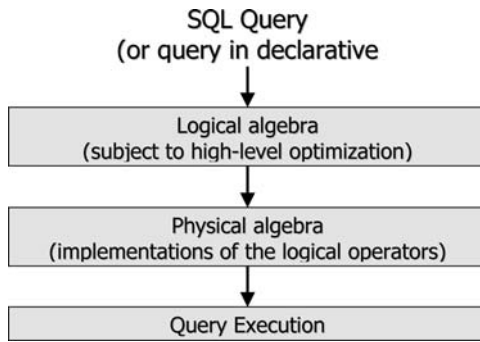 SQL Query
(or query in declarative
Logical algebra
(subject to high-level optimization)
Physical algebra
(implementations of the logical operators)
Query Execution